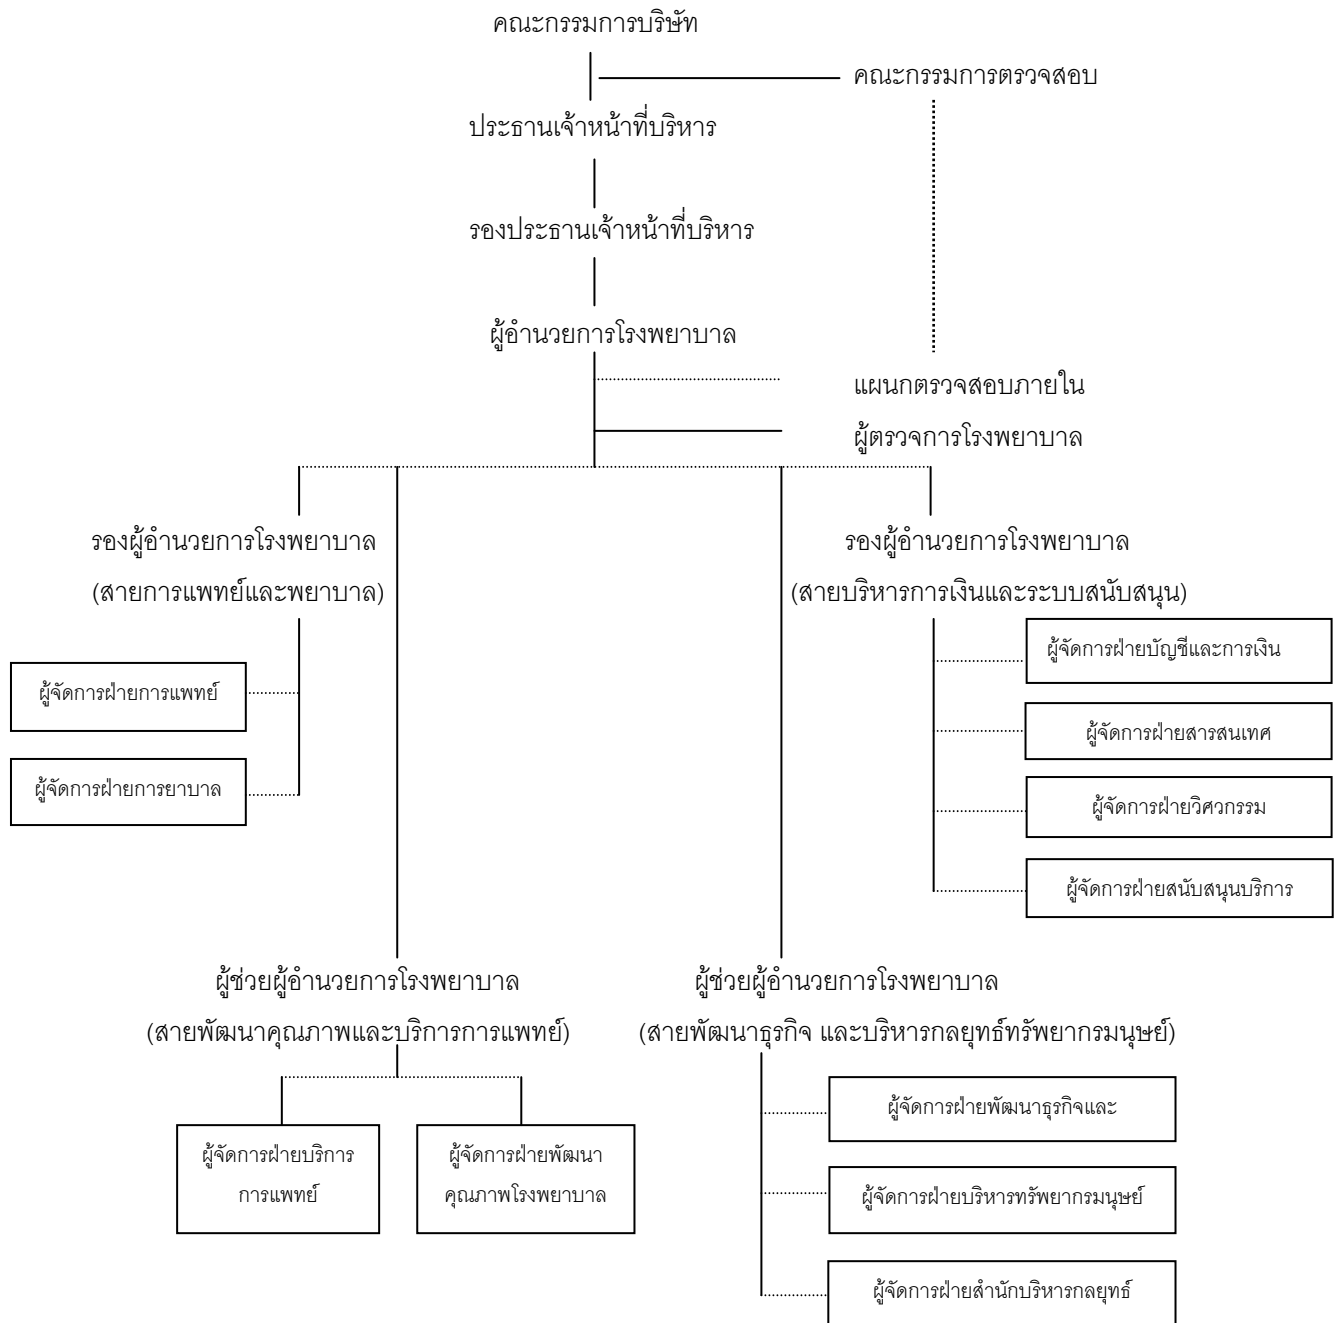 คณะกรรมการบริษัท
คณะกรรมการตรวจสอบ
ประธานเจ้าหน้าที่บริหาร
รองประธานเจ้าหน้าที่บริหาร
ผู้อำนวยการโรงพยาบาล
แผนกตรวจสอบภายใน
ผู้ตรวจการโรงพยาบาล
รองผู้อำนวยการโรงพยาบาล
(สายการแพทย์และพยาบาล)
รองผู้อำนวยการโรงพยาบาล
(สายบริหารการเงินและระบบสนับสนุน)
ผู้จัดการฝ่ายการแพทย์
ผู้จัดการฝ่ายการยาบาล
ผู้จัดการฝ่ายบัญชีและการเงิน
ผู้จัดการฝ่ายสารสนเทศ
ผู้จัดการฝ่ายวิศวกรรม
ผู้จัดการฝ่ายสนับสนุนบริการ
ผู้ช่วยผู้อำนวยการโรงพยาบาล
(สายพัฒนาคุณภาพและบริการการแพทย์)
ผู้ช่วยผู้อำนวยการโรงพยาบาล
(สายพัฒนาธุรกิจ และบริหารกลยุทธ์ทรัพยากรมนุษย์)
ผู้จัดการฝ่ายบริการ
การแพทย์
ผู้จัดการฝ่ายพัฒนา
คุณภาพโรงพยาบาล
ผู้จัดการฝ่ายพัฒนาธุรกิจและ
ผู้จัดการฝ่ายบริหารทรัพยากรมนุษย์
ผู้จัดการฝ่ายสำนักบริหารกลยุทธ์